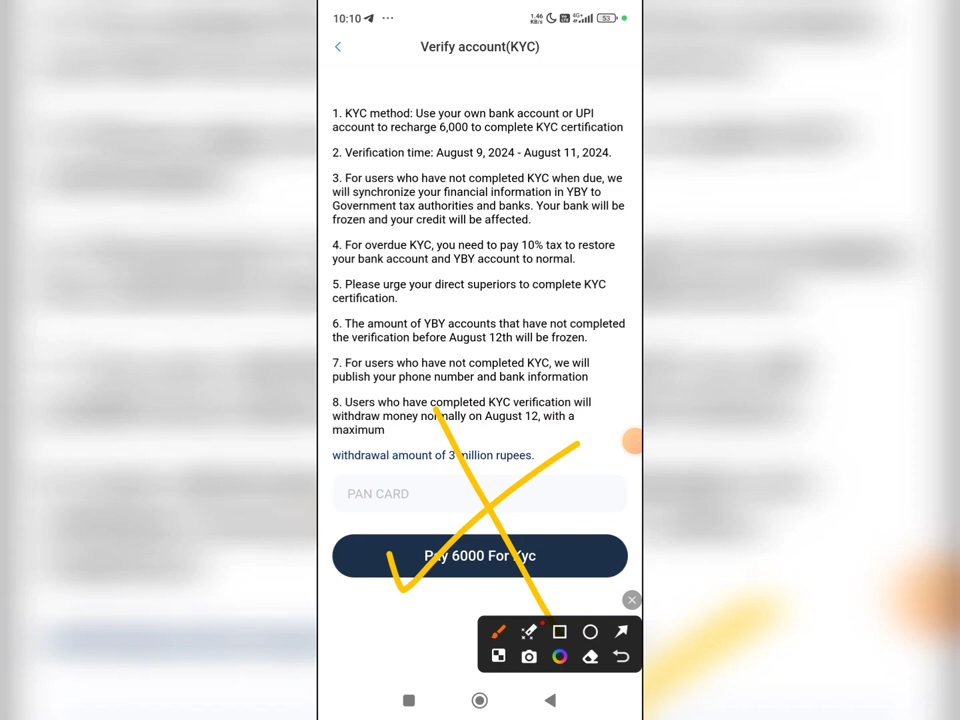 10:10
1.46
KB/s
4G
53
Verify account(KYC)
1. KYC method: Use your own bank account or UPI
account to recharge 6,000 to complete KYC certification
2. Verification time: August 9, 2024 - August 11, 2024.
3. For users who have not completed KYC when due, we
will synchronize your financial information in YBY to
Government tax authorities and banks. Your bank will be
frozen and your credit will be affected.
4. For overdue KYC, you need to pay 10% tax to restore
your bank account and YBY account to normal.
5. Please urge your direct superiors to complete KYC
certification.
6. The amount of YBY accounts that have not completed
the verification before August 12th will be frozen.
7. For users who have not completed KYC, we will
publish your phone number and bank information
8. Users who have completed KYC verification will
withdraw money normally on August 12, with a
maximum
withdrawal amount of 3 million rupees.
PAN CARD
Pay 6000 For Kyc